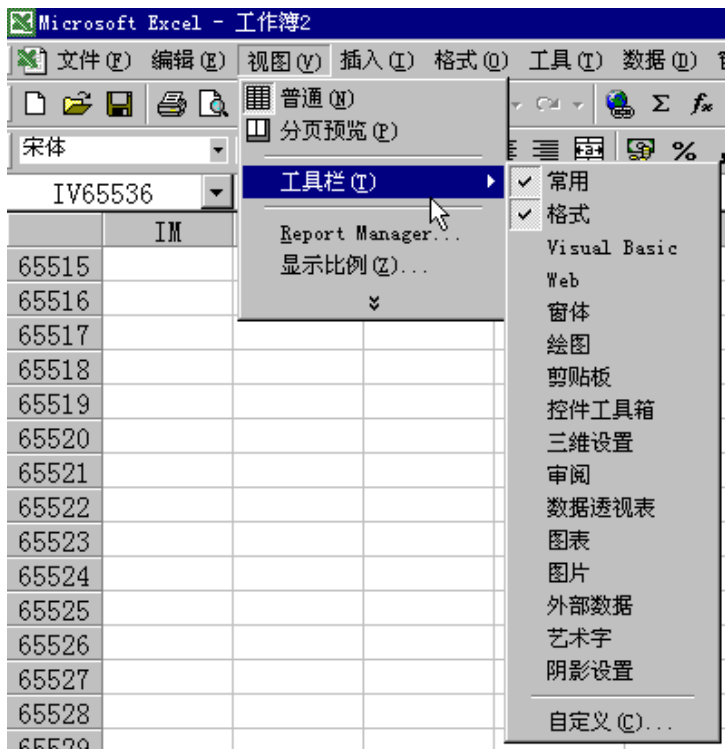 Microsoft Excel - 工作簿2
文件(F) 编辑(E) 视图(V) 插入(I) 格式(O) 工具(T) 数据(D)
宋体
Σ fx
%
IV65536
IM
普通(N)
分页预览(P)
工具栏(T)
Report Manager...
显示比例(Z)...
常用
格式
Visual Basic
Web
窗体
绘图
剪贴板
控件工具箱
三维设置
审阅
数据透视表
图表
图片
外部数据
艺术字
阴影设置
自定义(C)...
65515
65516
65517
65518
65519
65520
65521
65522
65523
65524
65525
65526
65527
65528
65529